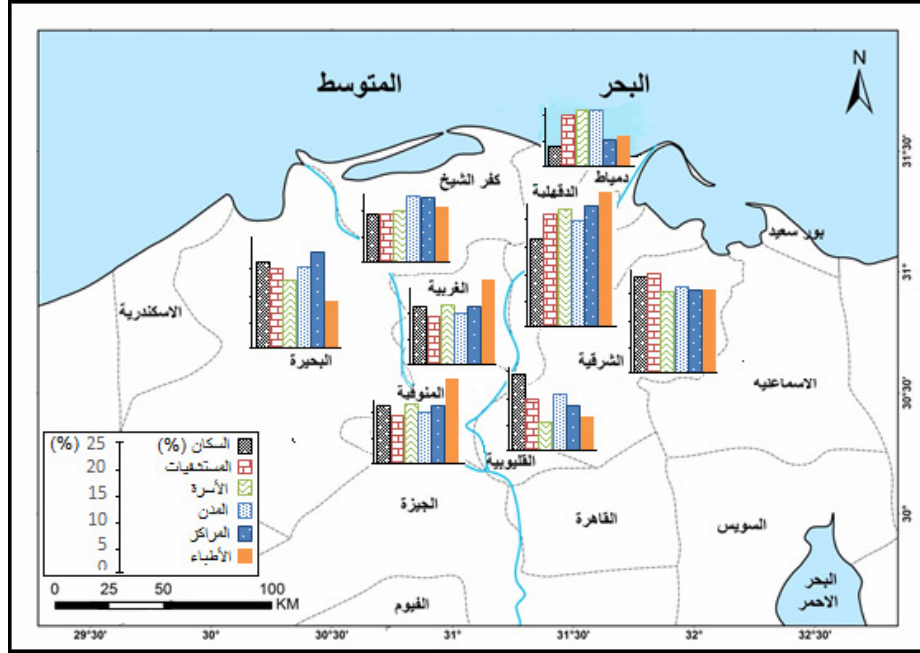 البحر المتوسط
N
دمياط
الدقهلية
كفر الشيخ
بور سعيد
الغربية
الاسكندرية
البحيرة
الشرقية
الاسماعليه
المنوفية
القليوبية
الجيزة
القاهرة
السويس
البحر
الاحمر
الفيوم
(%) السكان (%)
المستشفيات
الأسرة
المدن
المراكز
الأطباء
25
20
15
10
5
0
0 25 50 100
KM
31°30'
31°
30°30'
30°
29°30' 30° 30°30' 31° 31°30' 32° 32°30'